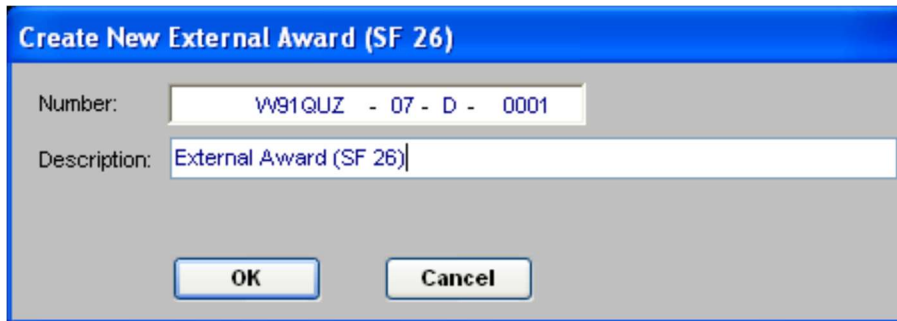 Create New External Award (SF 26)
Number: W91QUZ - 07 - D - 0001
Description: External Award (SF 26)
OK Cancel